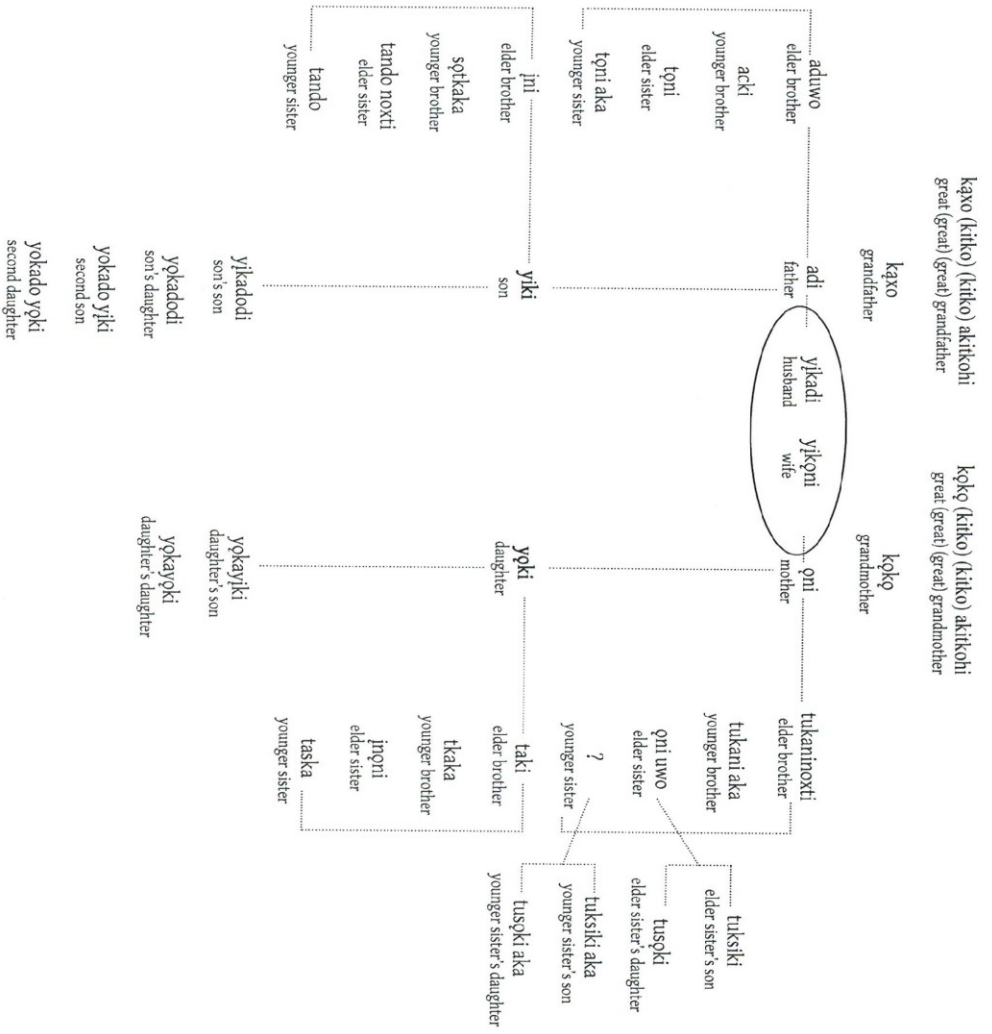 kąxo (kitko) (kitko) akitkohi
great (great) (great) grandfather
kǫkǫ (kitko) (kitko) akitkohi
great (great) (great) grandmother
kąxo
grandfather
kǫkǫ
grandmother
aduwo
elder brother
adi
father
yįkadi
husband
yįkǫni
wife
ǫni
mother
tukaninoxti
elder brother
acki
younger brother
tǫni
elder sister
tǫni aka
younger sister
tukani aka
younger brother
ǫni uwo
elder sister
?
younger sister
tuksiki
elder sister's son
tusǫki
elder sister's daughter
tuksiki aka
younger sister's son
tusǫki aka
younger sister's daughter
įni
elder brother
yiki
son
yǫki
daughter
taki
elder brother
sǫtkaka
younger brother
tando noxti
elder sister
tando
younger sister
tkaka
younger brother
įnǫni
elder sister
taska
younger sister
yįkadodi
son's son
yǫkadodi
son's daughter
yokado yįki
second son
yokado yǫki
second daughter
yǫkayįki
daughter's son
yǫkayǫki
daughter's daughter